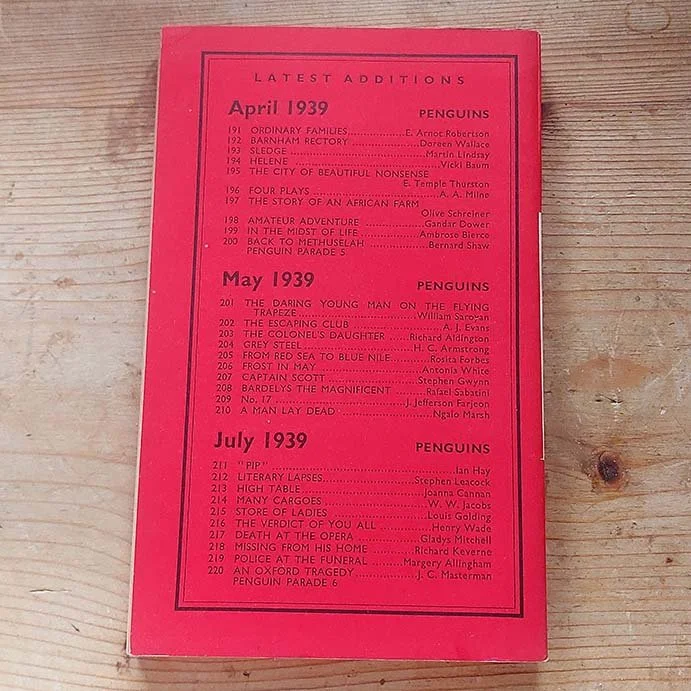 LATEST ADDITIONS
April 1939 PENGUINS
191 ORDINARY FAMILIES....................E. Arnot Robertson
192 BARNHAM RECTORY ....................Doreen Wallace
193 SLEDGE ....................Martin Lindsay
194 HELENE ....................Vicki Baum
195 THE CITY OF BEAUTIFUL NONSENSE
E. Temple Thurston
196 FOUR PLAYS ....................A. A. Milne
197 THE STORY OF AN AFRICAN FARM
Olive Schreiner
198 AMATEUR ADVENTURE ....................Gandar Dower
199 IN THE MIDST OF LIFE ....................Ambrose Bierce
200 BACK TO METHUSELAH ....................Bernard Shaw
PENGUIN PARADE 5
May 1939 PENGUINS
201 THE DARING YOUNG MAN ON THE FLYING
TRAPEZE ....................William Saroyan
202 THE ESCAPING CLUB ....................A. J. Evans
203 THE COLONEL'S DAUGHTER ....................Richard Aldington
204 GREY STEEL ....................H. C. Armstrong
205 FROM RED SEA TO BLUE NILE....................Rosita Forbes
206 FROST IN MAY ....................Antonia White
207 CAPTAIN SCOTT ....................Stephen Gwynn
208 BARDELYS THE MAGNIFICENT ....................Rafael Sabatini
209 No. 17 ....................J. Jefferson Farjeon
210 A MAN LAY DEAD ....................Ngaio Marsh
July 1939 PENGUINS
211 "PIP" ....................Ian Hay
212 LITERARY LAPSES....................Stephen Leacock
213 HIGH TABLE ....................Joanna Cannan
214 MANY CARGOES ....................W. W. Jacobs
215 STORE OF LADIES ....................Louis Golding
216 THE VERDICT OF YOU ALL ....................Henry Wade
217 DEATH AT THE OPERA ....................Gladys Mitchell
218 MISSING FROM HIS HOME ....................Richard Keverne
219 POLICE AT THE FUNERAL ....................Margery Allingham
220 AN OXFORD TRAGEDY ....................J. C. Masterman
PENGUIN PARADE 6